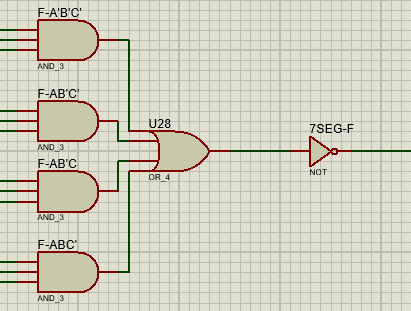 F-A'B'C'
AND_3
F-AB'C'
AND_3
F-AB'C
AND_3
F-ABC'
AND_3
U28
OR_4
7SEG-F
NOT